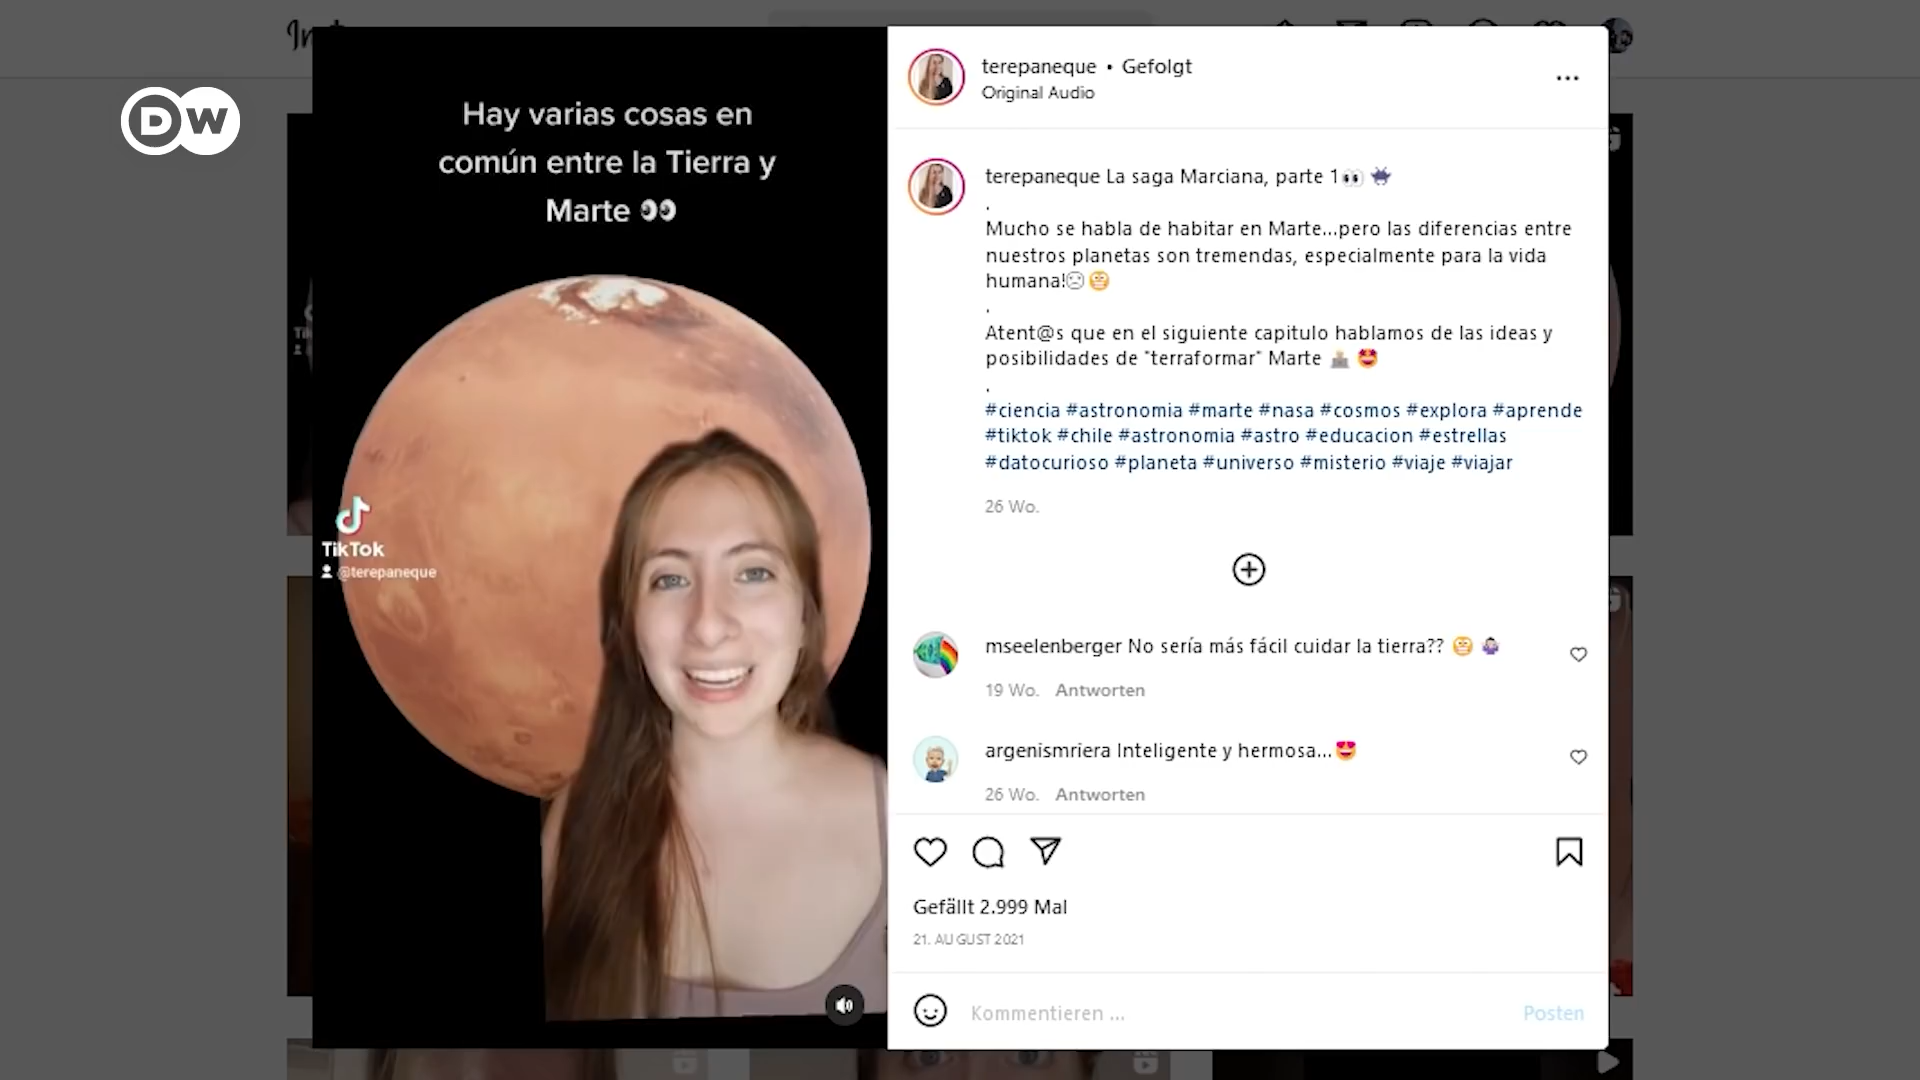 DW
Hay varias cosas en
común entre la Tierra y
Marte 👀
TikTok
@terepaneque
terepaneque • Gefolgt
Original Audio
terepaneque La saga Marciana, parte 1👀 👾
.
Mucho se habla de habitar en Marte...pero las diferencias entre
nuestros planetas son tremendas, especialmente para la vida
humana!
.
Atent@s que en el siguiente capitulo hablamos de las ideas y
posibilidades de "terraformar" Marte 🤩
.
#ciencia #astronomia #marte #nasa #cosmos #explora #aprende
#tiktok #chile #astronomia #astro #educacion #estrellas
#datocurioso #planeta #universo #misterio #viaje #viajar
26 Wo.
mseelenberger No sería más fácil cuidar la tierra??
19 Wo. Antworten
argenismriera Inteligente y hermosa...😍
26 Wo. Antworten
Gefällt 2.999 Mal
21. AUGUST 2021
Kommentieren ...
Posten